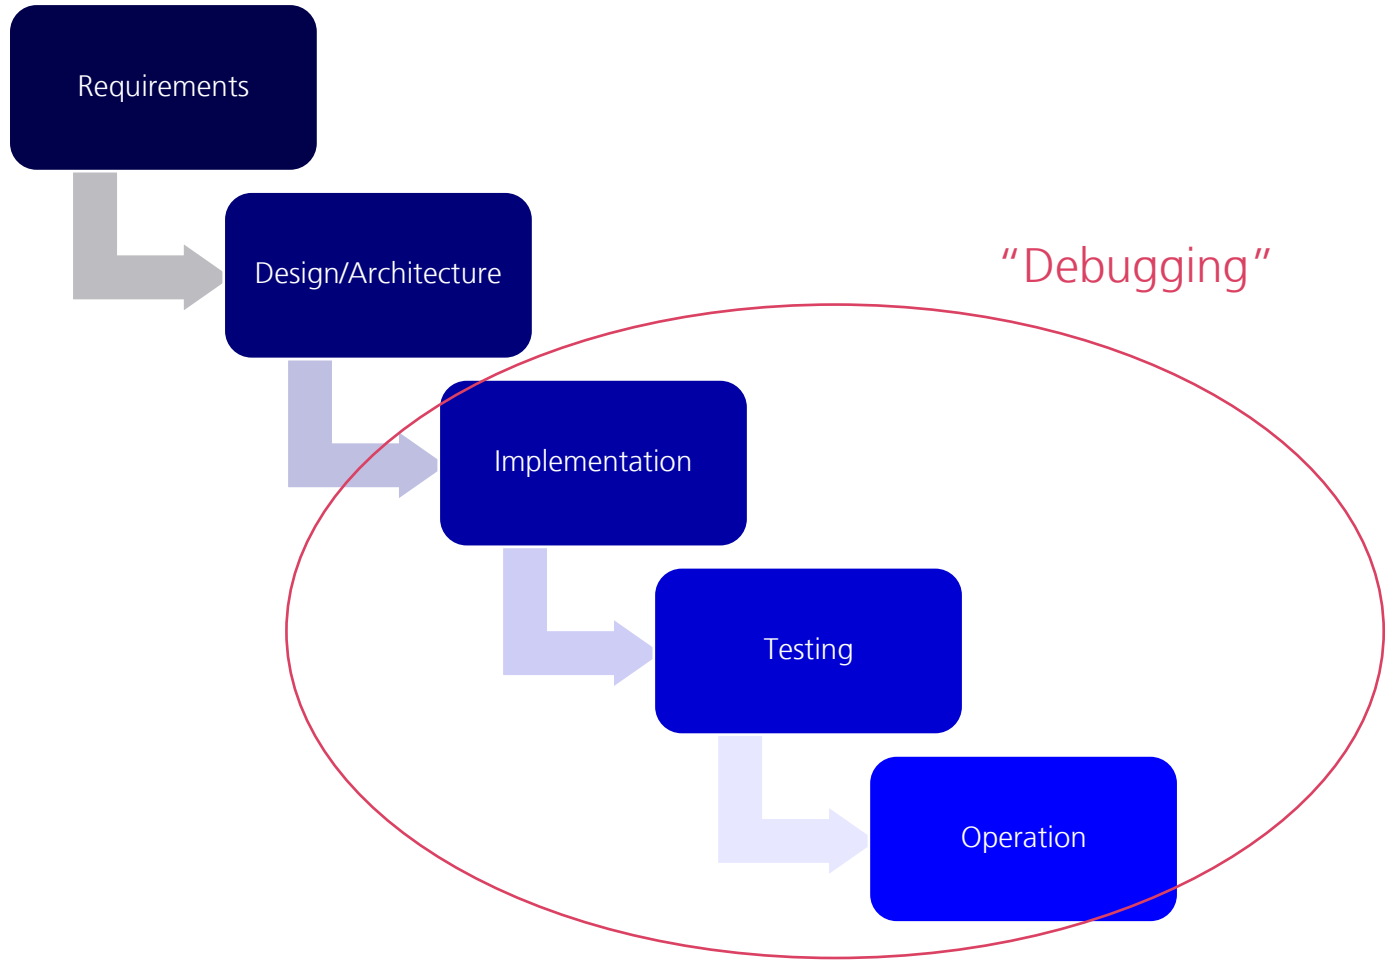 Requirements
Design/Architecture
“Debugging”
Implementation
Testing
Operation